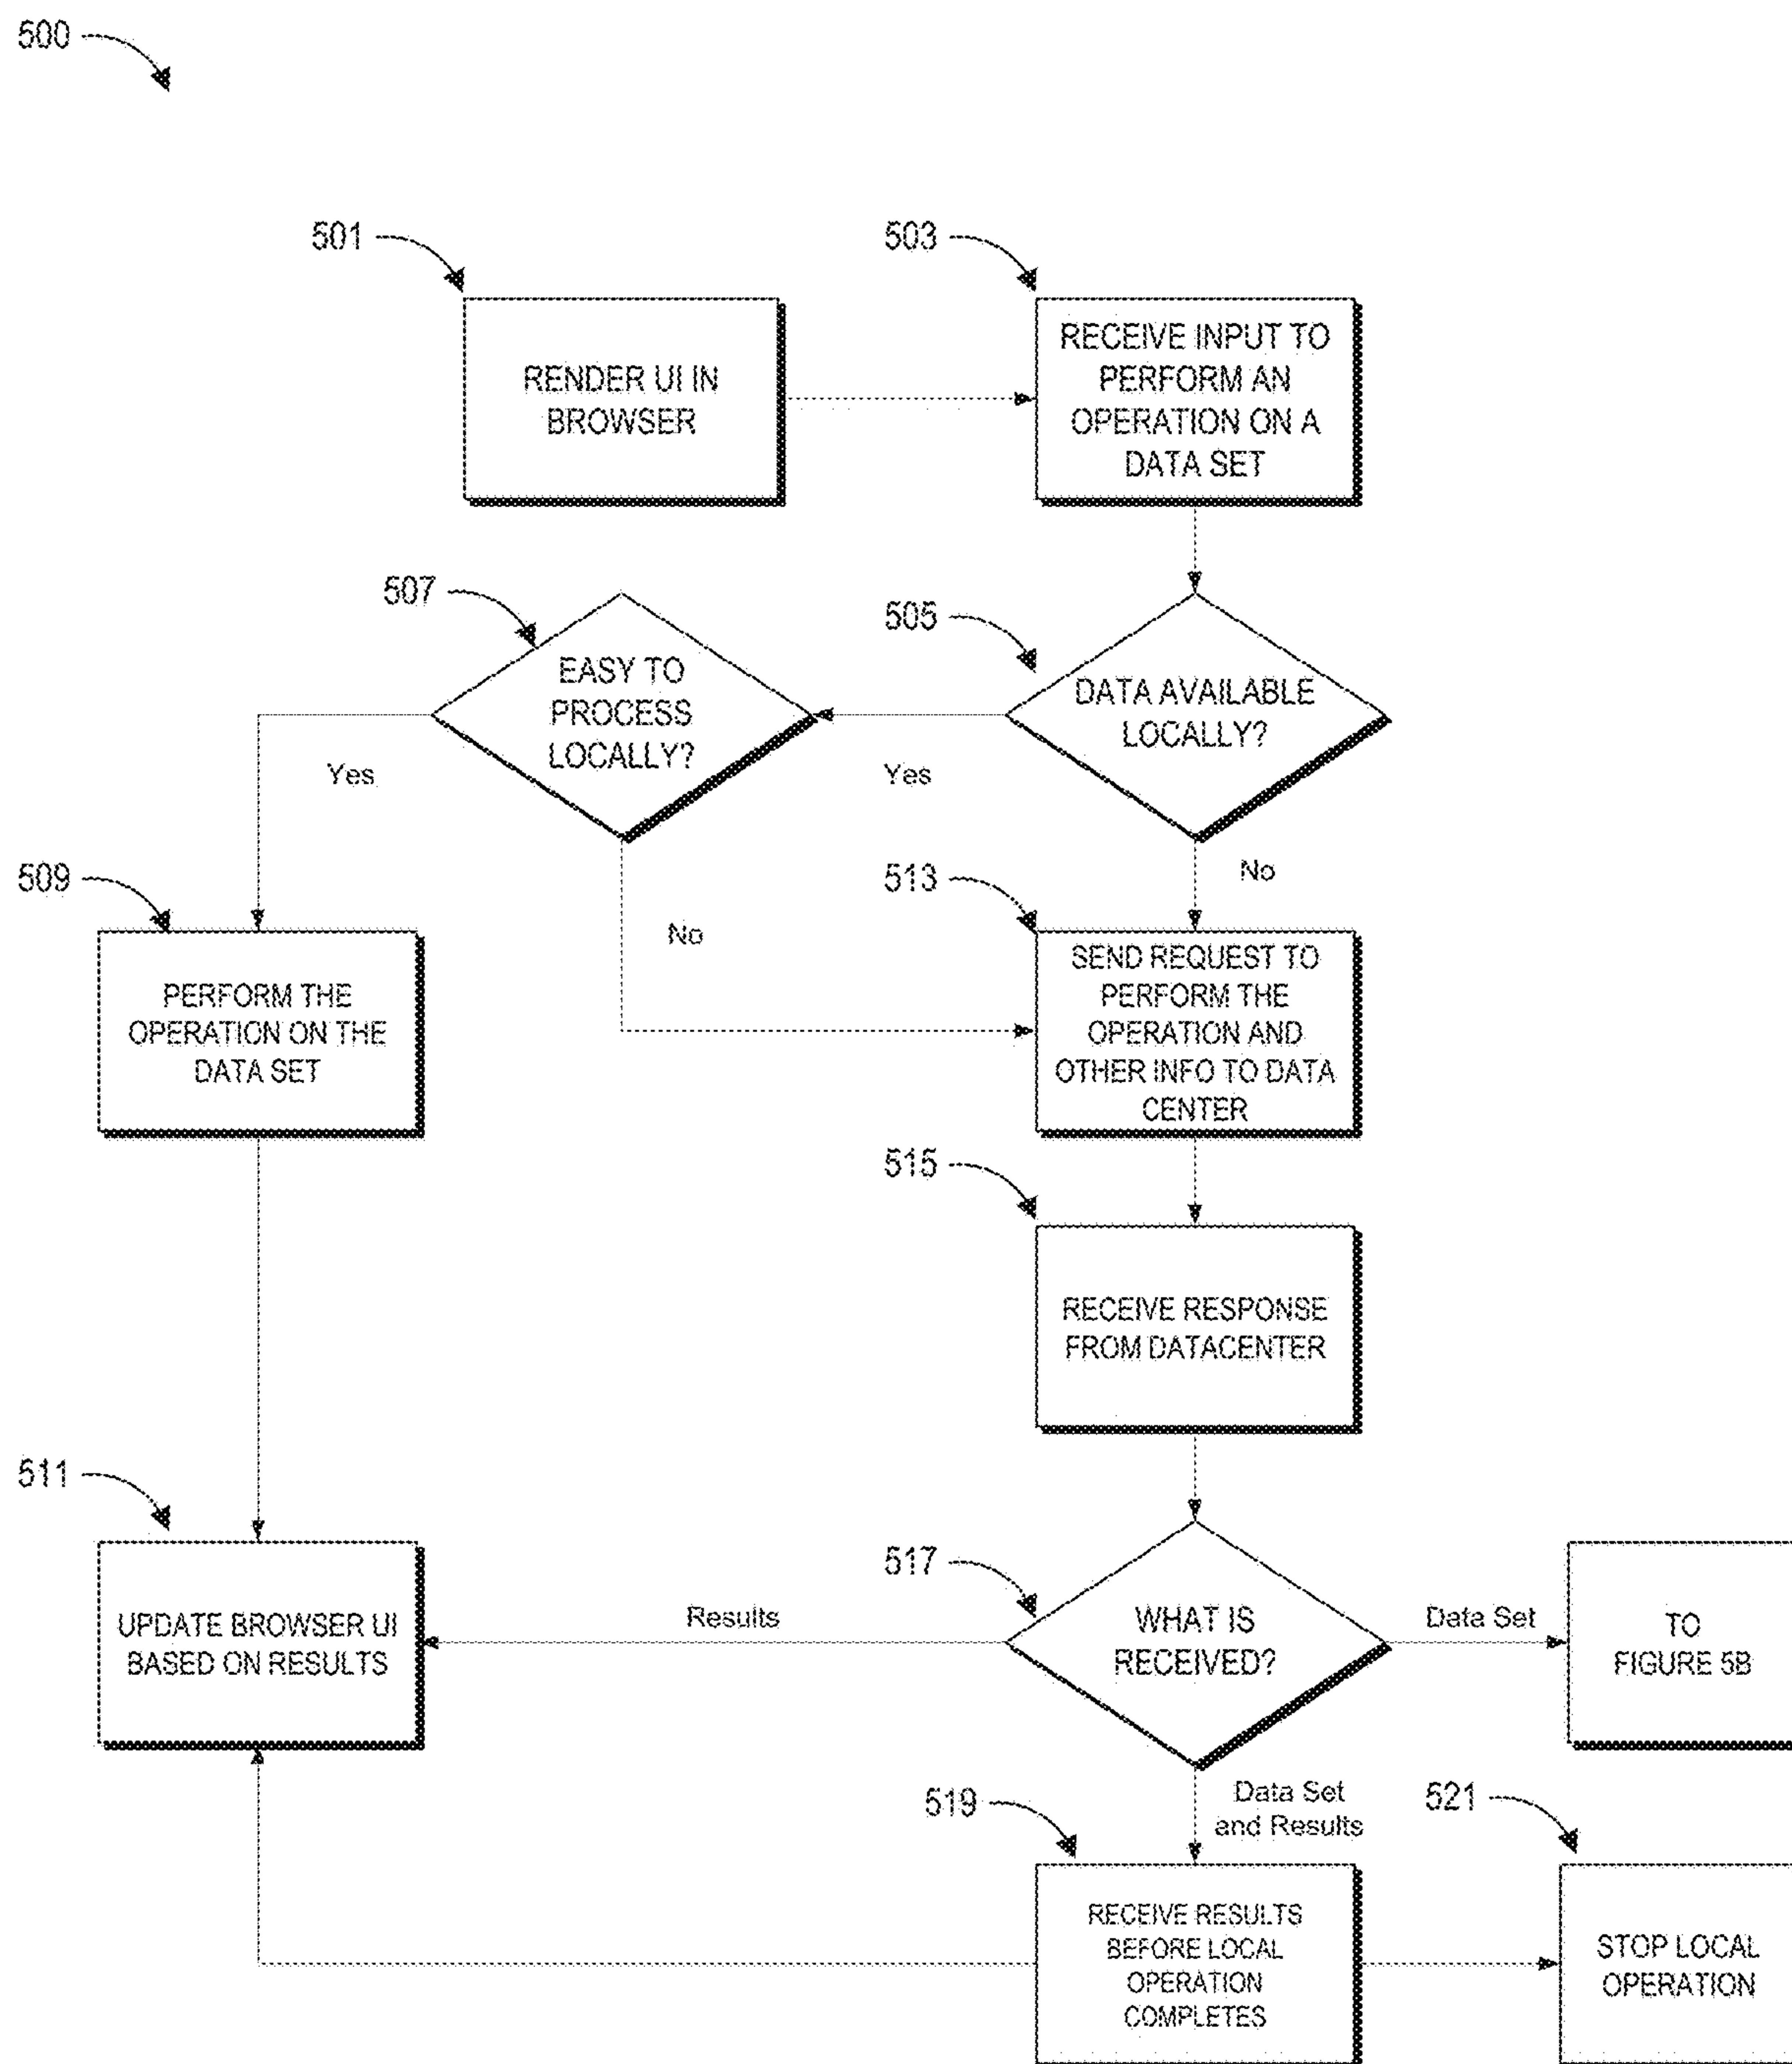 500
501
503
RENDER UI IN
BROWSER
RECEIVE INPUT TO
PERFORM AN
OPERATION ON A
DATA SET
507
505
EASY TO
PROCESS
LOCALLY?
DATA AVAILABLE
LOCALLY?
Yes
Yes
509
513
No
No
PERFORM THE
OPERATION ON THE
DATA SET
SEND REQUEST TO
PERFORM THE
OPERATION AND
OTHER INFO TO DATA
CENTER
515
RECEIVE RESPONSE
FROM DATACENTER
511
517
UPDATE BROWSER UI
BASED ON RESULTS
Results
WHAT IS
RECEIVED?
Data Set
TO
FIGURE 5B
519
Data Set
and Results
521
RECEIVE RESULTS
BEFORE LOCAL
OPERATION
COMPLETES
STOP LOCAL
OPERATION